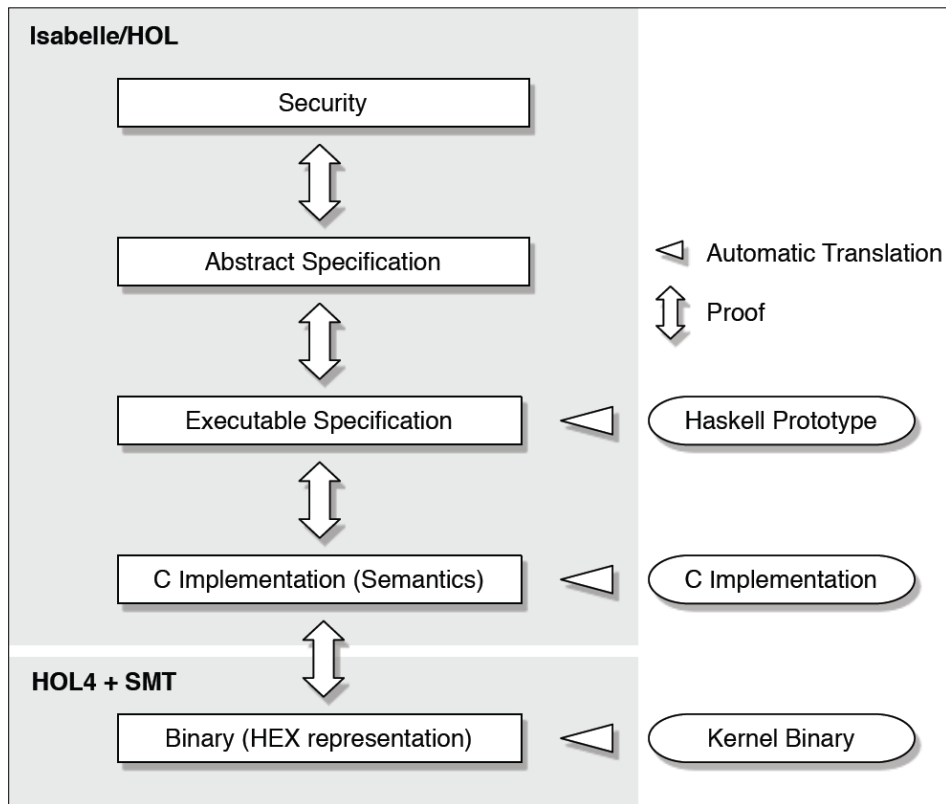 Isabelle/HOL
Security
Abstract Specification
Automatic Translation
Proof
Executable Specification
Haskell Prototype
C Implementation (Semantics)
C Implementation
HOL4 + SMT
Binary (HEX representation)
Kernel Binary